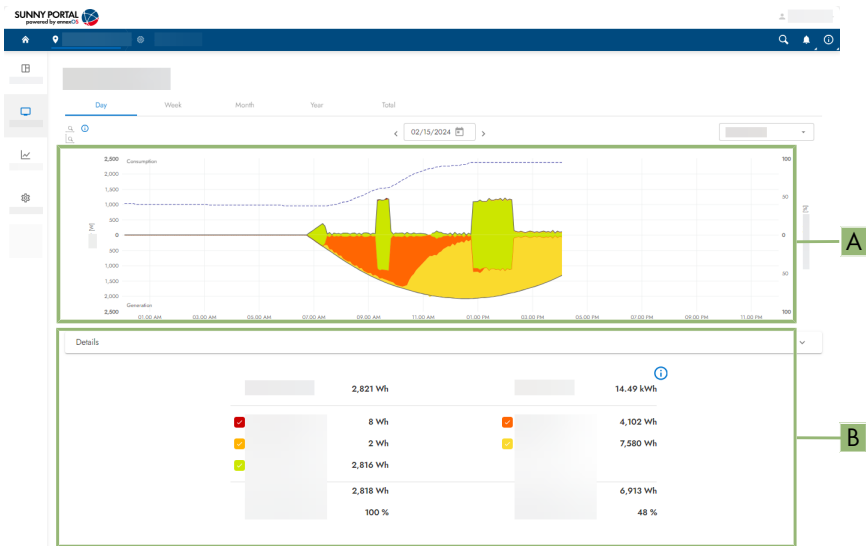 SUNNY PORTAL
powered by ennexOS
Day Week Month Year Total
02/15/2024
2,500 Consumption 100
2,000
1,500
1,000 50
500
[W] 0 0 [%]
500
1,000 50
1,500
2,000
Generation
2,500 100
01:00 AM 03:00 AM 05:00 AM 07:00 AM 09:00 AM 11:00 AM 01:00 PM 03:00 PM 05:00 PM 07:00 PM 09:00 PM 11:00 PM
A
Details
2,821 Wh 14.49 kWh
8 Wh 4,102 Wh
2 Wh 7,580 Wh
2,816 Wh
2,818 Wh 6,913 Wh
100 % 48 %
B